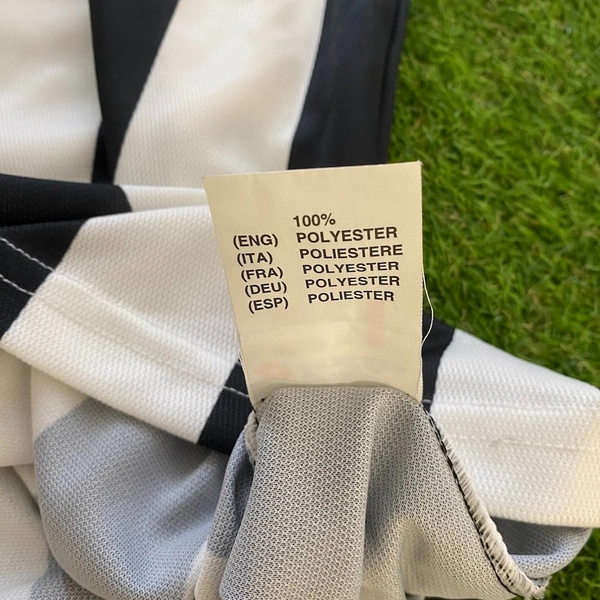 100%
(ENG) POLYESTER
(ITA) POLIESTERE
(FRA) POLYESTER
(DEU) POLYESTER
(ESP) POLIESTER